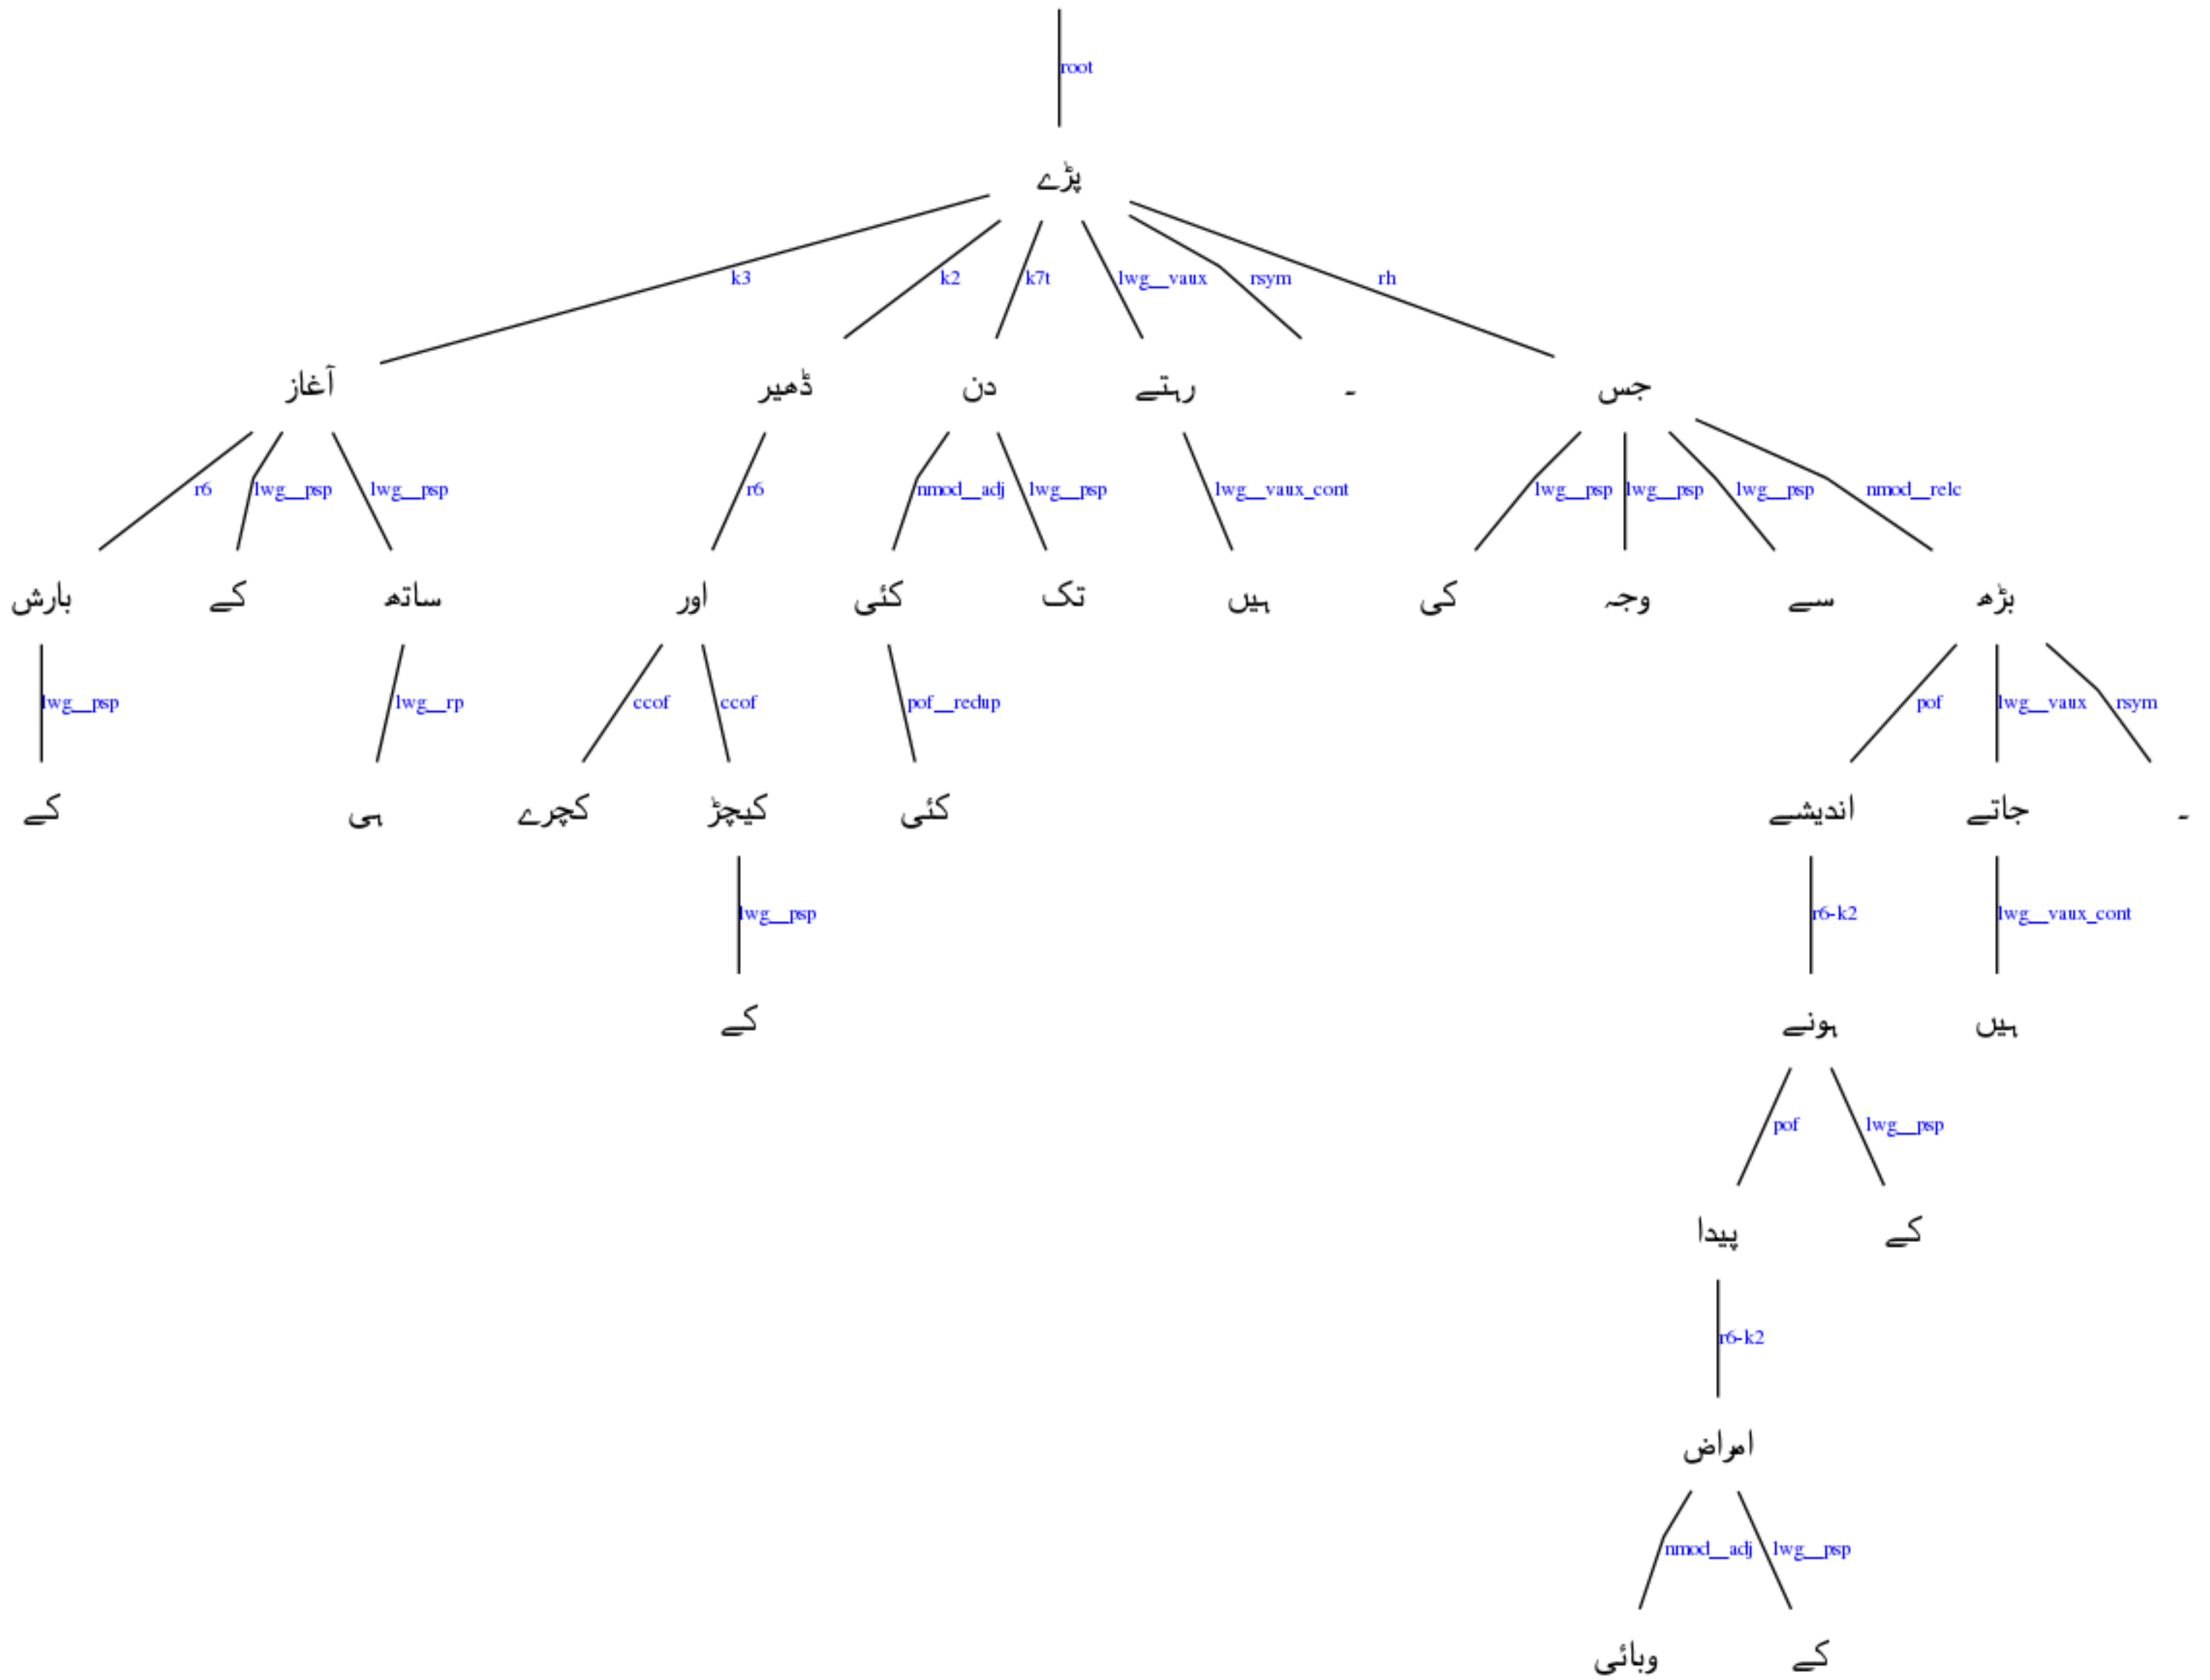 root
پڑے
k3 k2 k7t lwg__vaux rsym rh
آغاز ڈھیر دن رہتے ۔ جس
r6 lwg__psp lwg__psp r6 nmod__adj lwg__psp lwg__vaux_cont lwg__psp lwg__psp lwg__psp nmod__relc
بارش کے ساتھ اور کئی تک ہیں کی وجہ سے بڑھ
lwg__psp lwg__rp ccof ccof pof__redup pof lwg__vaux rsym
کے ہی کچرے کیچڑ کئی اندیشے جاتے ۔
lwg__psp r6-k2 lwg__vaux_cont
کے ہونے ہیں
pof lwg__psp
پیدا کے
r6-k2
امراض
nmod__adj lwg__psp
وبائی کے